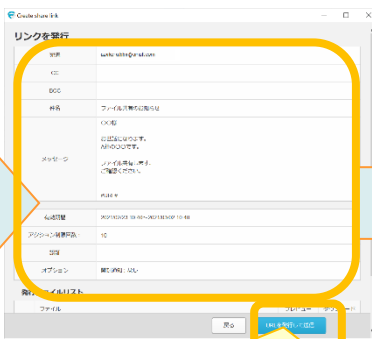 Create share link
リンクを発行
宛先
CC
BCC
件名 ファイル共有のお知らせ
メッセージ
〇〇様
お世話になります。
ファイル共有します。
ご確認ください。
有効期間
アクション制限回数 10
オプション
発行ファイルリスト
ファイル プレビュー ダウンロード
戻る URLを発行して送信